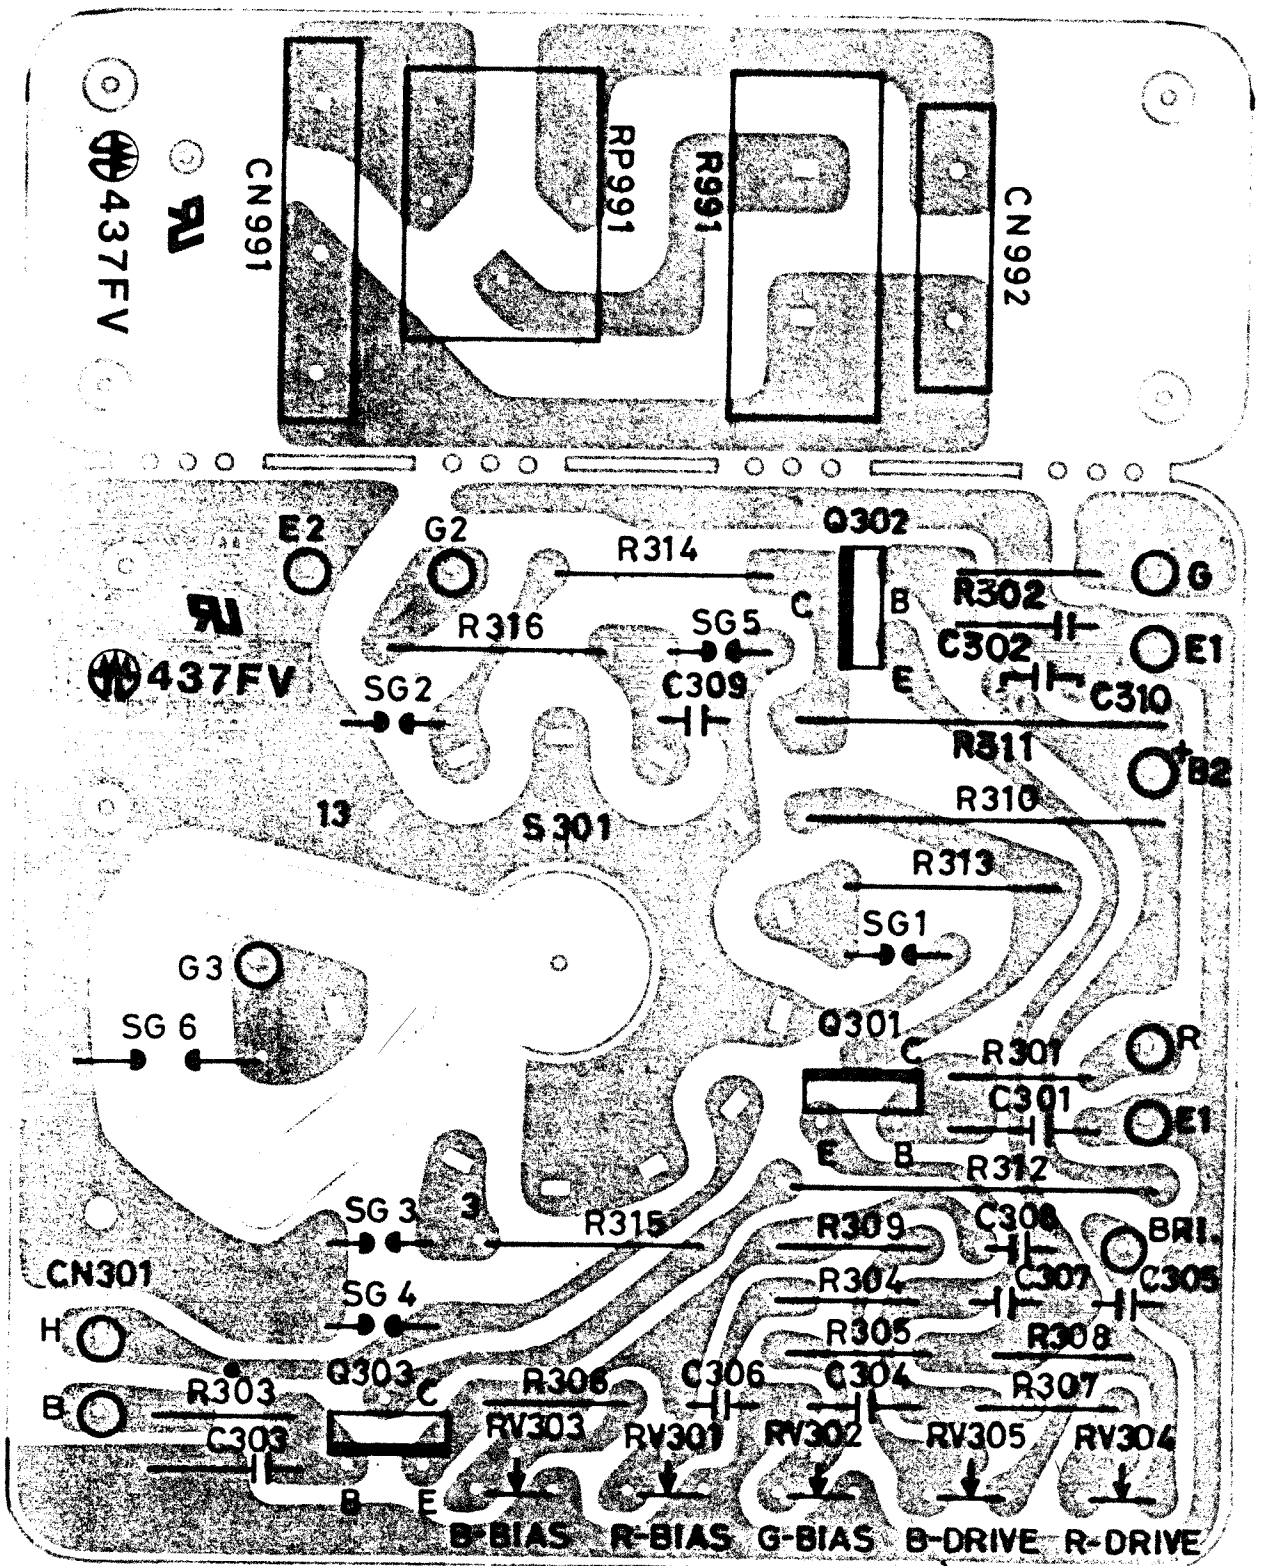 437FV
CN991
RP991
R991
CN992
E2
G2
R314
Q302
G
R302
C
B
R316
SG5
E1
C302
437FV
SG2
C309
E
C310
R311
+B2
R310
13
S301
R313
SG1
G3
SG 6
Q301
R
C
R301
C301
E1
E
B
R312
SG 3
3
R315
R309
C308
BRI.
CN301
SG 4
R304
C307
C305
H
R305
R308
Q303
C
R303
R306
C306
C304
R307
B
C303
RV303
RV301
RV302
RV305
RV304
B
E
B-BIAS
R-BIAS
G-BIAS
B-DRIVE
R-DRIVE